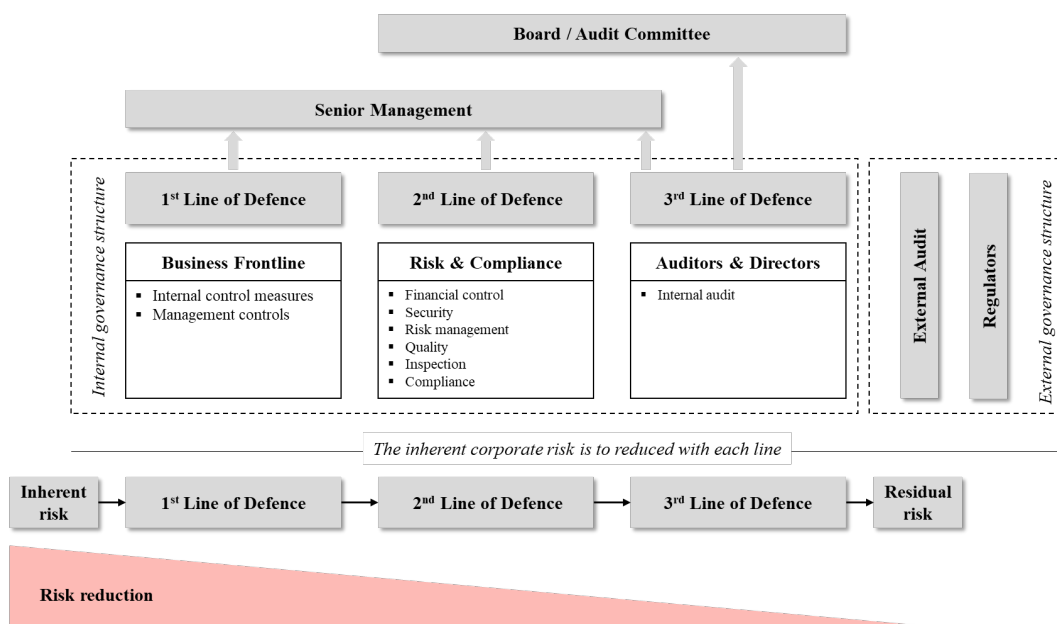 Board / Audit Committee
Senior Management
Internal governance structure
1st Line of Defence
2nd Line of Defence
3rd Line of Defence
Business Frontline
▪ Internal control measures
▪ Management controls
Risk & Compliance
▪ Financial control
▪ Security
▪ Risk management
▪ Quality
▪ Inspection
▪ Compliance
Auditors & Directors
▪ Internal audit
External Audit
Regulators
External governance structure
The inherent corporate risk is to reduced with each line
Inherent
risk
1st Line of Defence
2nd Line of Defence
3rd Line of Defence
Residual
risk
Risk reduction